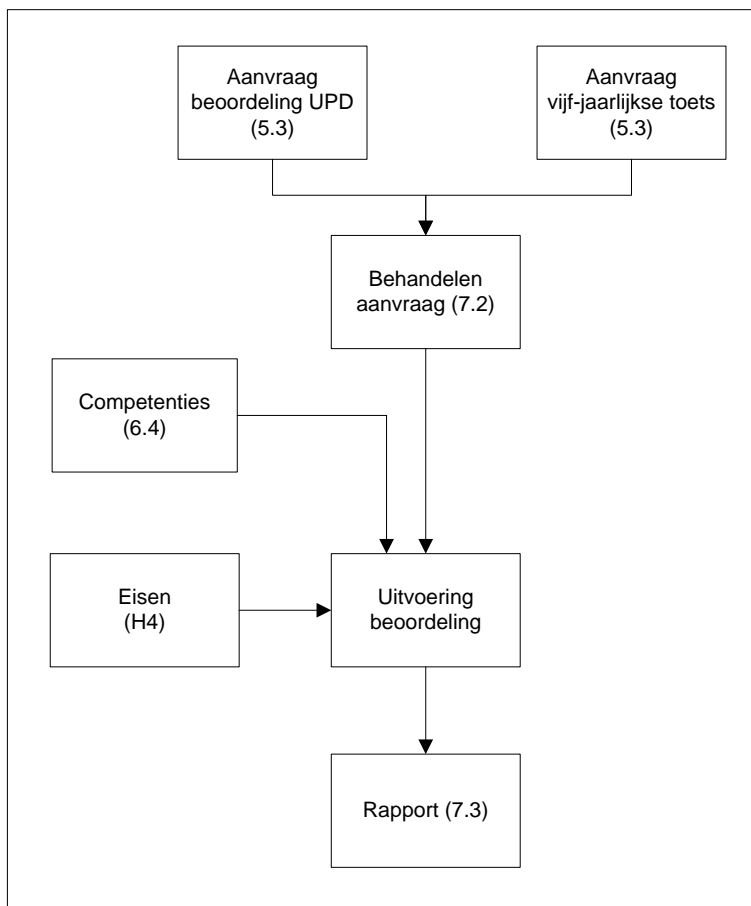 Aanvraag
beoordeling UPD
(5.3)
Aanvraag
vijf-jaarlijkse toets
(5.3)
Behandelen
aanvraag (7.2)
Competenties
(6.4)
Eisen
(H4)
Uitvoering
beoordeling
Rapport (7.3)